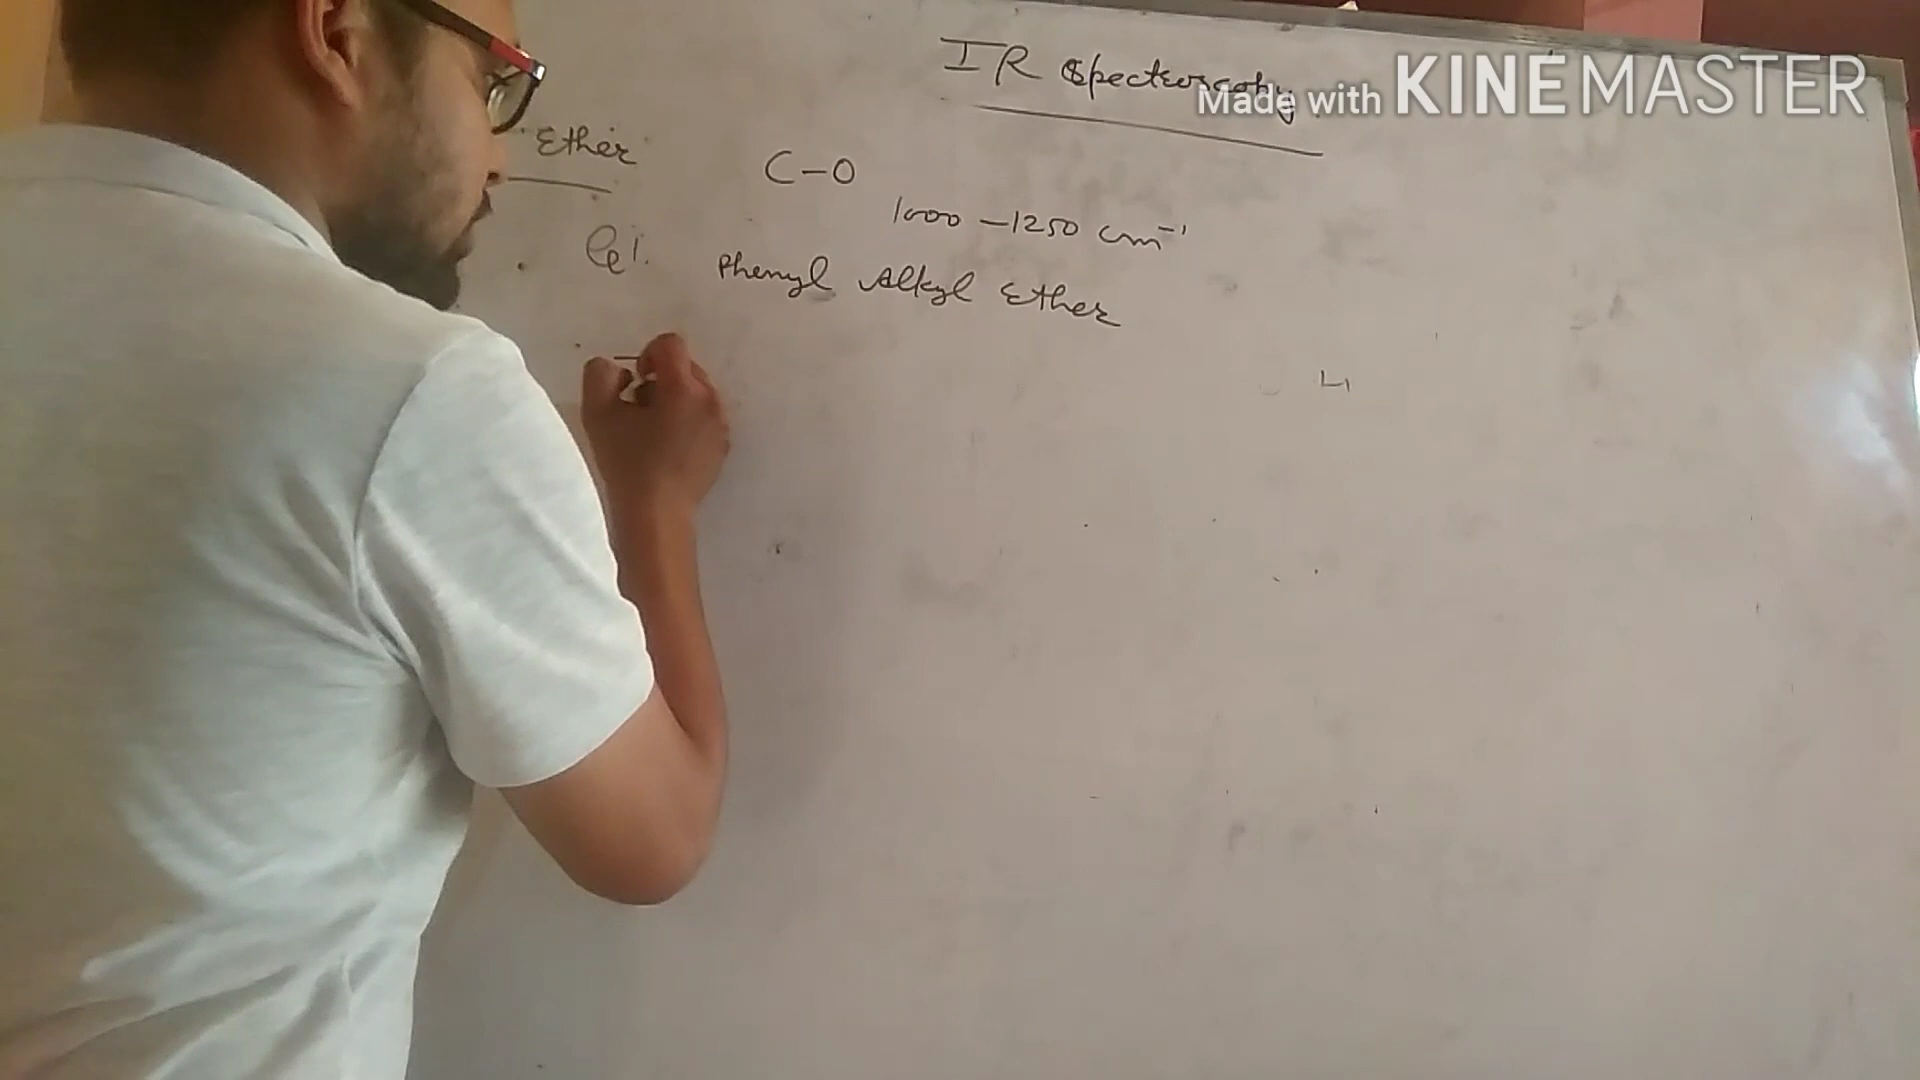 IR Spectroscopy
Made with KINEMASTER
Ether
C-O
1000 - 1250 cm⁻¹
Phenyl Alkyl Ether